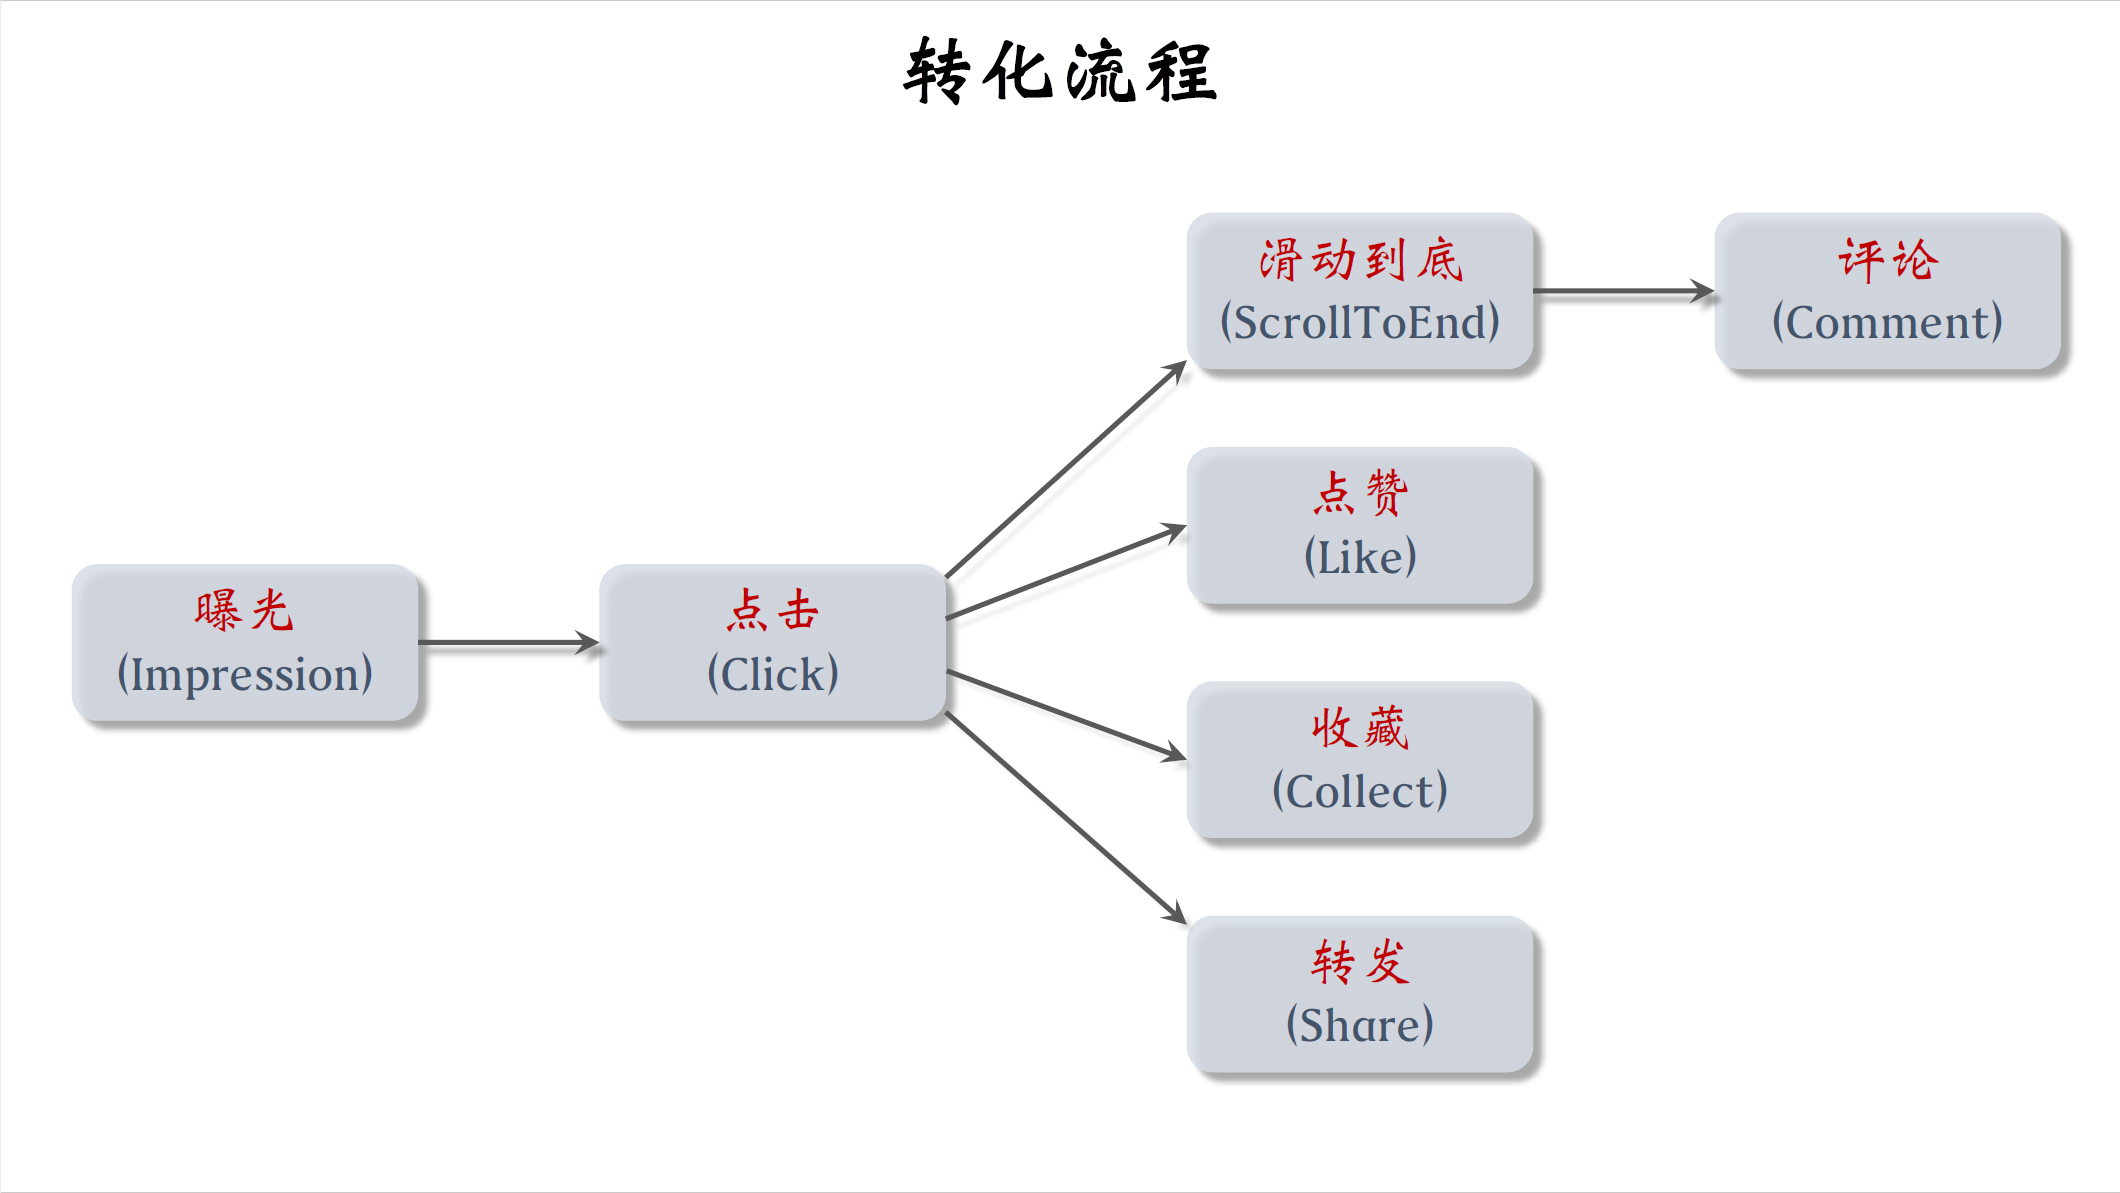 转化流程
曝光
(Impression)
点击
(Click)
滑动到底
(ScrollToEnd)
评论
(Comment)
点赞
(Like)
收藏
(Collect)
转发
(Share)